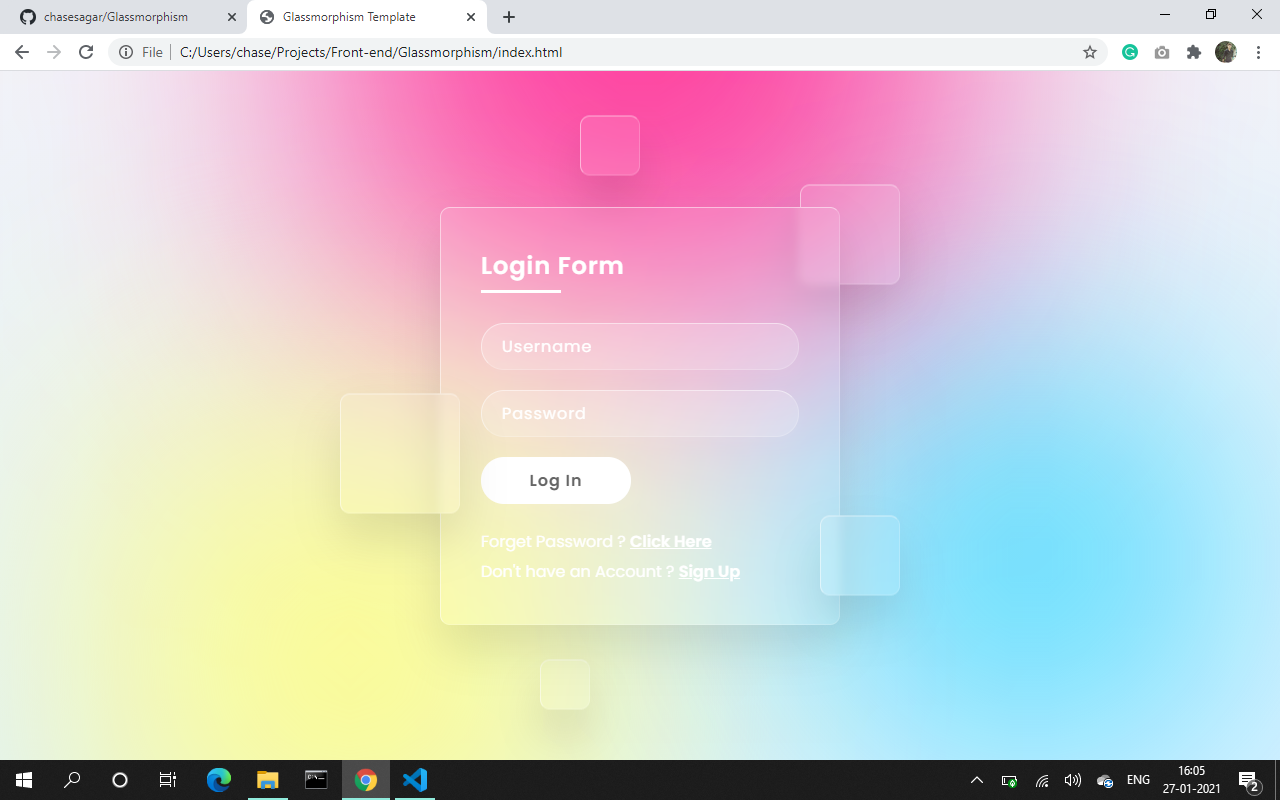 chasesagar/Glassmorphism
Glassmorphism Template
File
C:/Users/chase/Projects/Front-end/Glassmorphism/index.html
Login Form
Username
Password
Log In
Forget Password ? Click Here
Don't have an Account ? Sign Up
ENG
16:05
27-01-2021
2